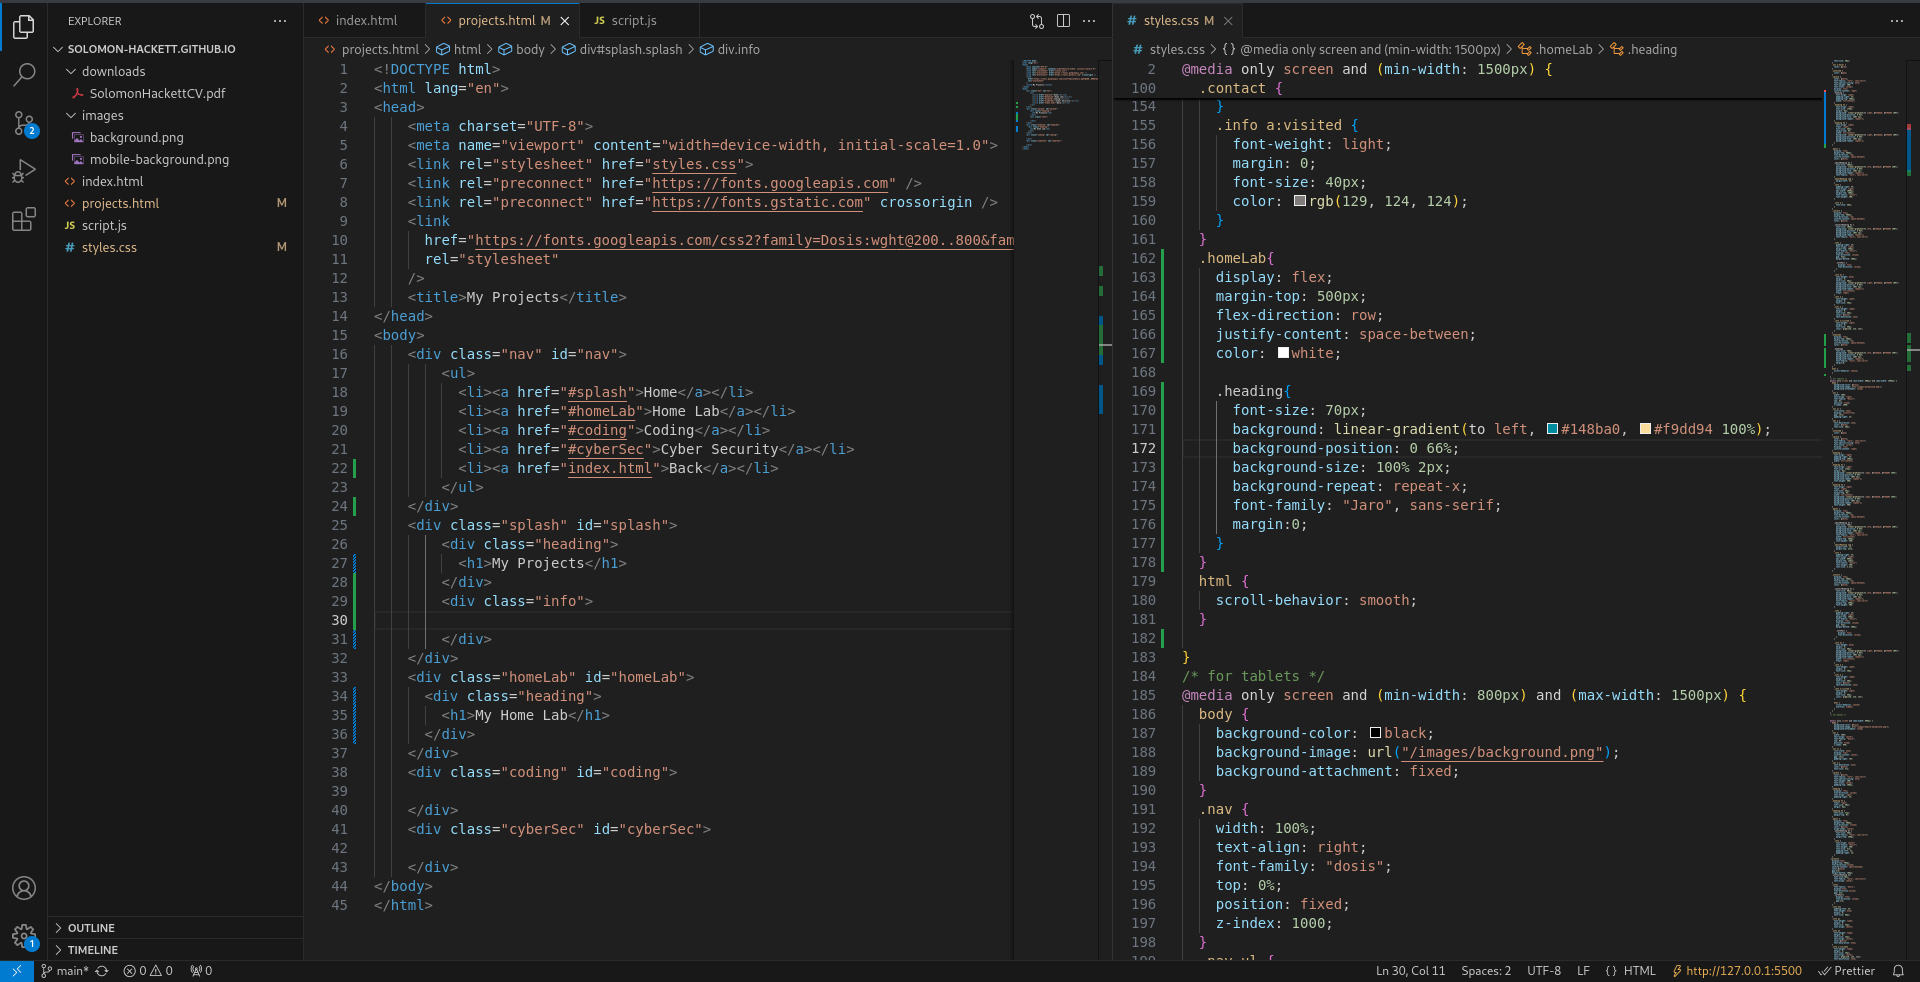 EXPLORER
SOLOMON-HACKETT.GITHUB.IO
downloads
SolomonHackettCV.pdf
images
background.png
mobile-background.png
index.html
projects.html M
JS script.js
# styles.css M
OUTLINE
TIMELINE
2
1
index.html
projects.html M
JS script.js
projects.html > html > body > div#splash.splash > div.info
1 <!DOCTYPE html>
2 <html lang="en">
3 <head>
4 <meta charset="UTF-8">
5 <meta name="viewport" content="width=device-width, initial-scale=1.0">
6 <link rel="stylesheet" href="styles.css">
7 <link rel="preconnect" href="https://fonts.googleapis.com" />
8 <link rel="preconnect" href="https://fonts.gstatic.com" crossorigin />
9 <link
10 href="https://fonts.googleapis.com/css2?family=Dosis:wght@200..800&fam
11 rel="stylesheet"
12 />
13 <title>My Projects</title>
14 </head>
15 <body>
16 <div class="nav" id="nav">
17 <ul>
18 <li><a href="#splash">Home</a></li>
19 <li><a href="#homeLab">Home Lab</a></li>
20 <li><a href="#coding">Coding</a></li>
21 <li><a href="#cyberSec">Cyber Security</a></li>
22 <li><a href="index.html">Back</a></li>
23 </ul>
24 </div>
25 <div class="splash" id="splash">
26 <div class="heading">
27 <h1>My Projects</h1>
28 </div>
29 <div class="info">
30
31 </div>
32 </div>
33 <div class="homeLab" id="homeLab">
34 <div class="heading">
35 <h1>My Home Lab</h1>
36 </div>
37 </div>
38 <div class="coding" id="coding">
39
40 </div>
41 <div class="cyberSec" id="cyberSec">
42
43 </div>
44 </body>
45 </html>
# styles.css M
# styles.css > {} @media only screen and (min-width: 1500px) > .homeLab > .heading
2 @media only screen and (min-width: 1500px) {
100 .contact {
154 }
155 .info a:visited {
156 font-weight: light;
157 margin: 0;
158 font-size: 40px;
159 color: rgb(129, 124, 124);
160 }
161 }
162 .homeLab{
163 display: flex;
164 margin-top: 500px;
165 flex-direction: row;
166 justify-content: space-between;
167 color: white;
168
169 .heading{
170 font-size: 70px;
171 background: linear-gradient(to left, #148ba0, #f9dd94 100%);
172 background-position: 0 66%;
173 background-size: 100% 2px;
174 background-repeat: repeat-x;
175 font-family: "Jaro", sans-serif;
176 margin:0;
177 }
178 }
179 html {
180 scroll-behavior: smooth;
181 }
182
183 }
184 /* for tablets */
185 @media only screen and (min-width: 800px) and (max-width: 1500px) {
186 body {
187 background-color: black;
188 background-image: url("/images/background.png");
189 background-attachment: fixed;
190 }
191 .nav {
192 width: 100%;
193 text-align: right;
194 font-family: "dosis";
195 top: 0%;
196 position: fixed;
197 z-index: 1000;
198 }
199 .nav ul {
main* 0 0 0
Ln 30, Col 11 Spaces: 2 UTF-8 LF {} HTML http://127.0.0.1:5500 Prettier